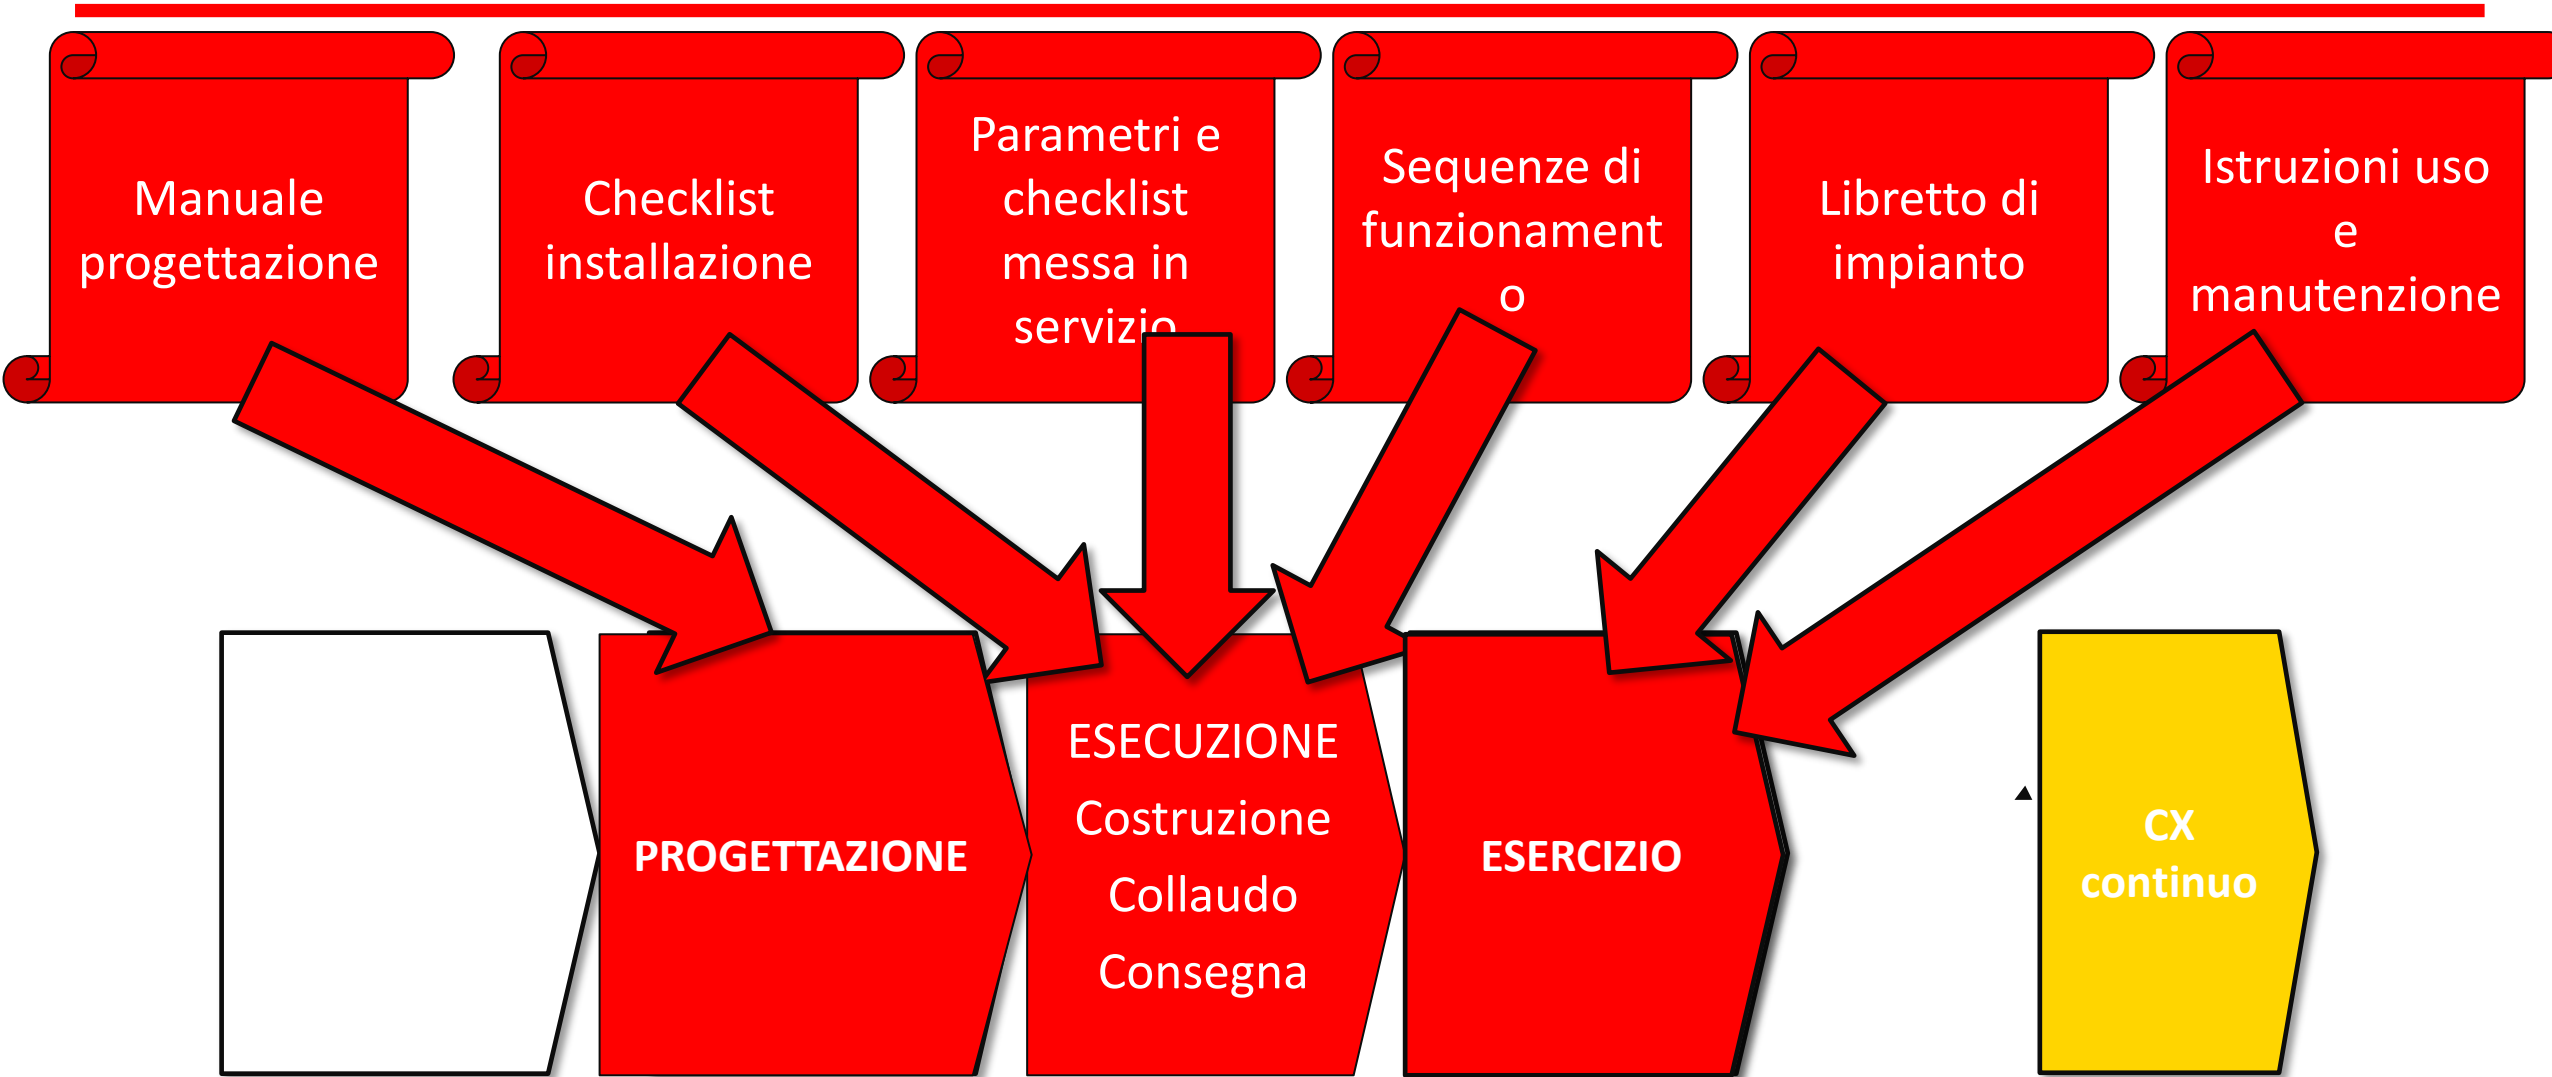 Manuale
progettazione
Checklist
installazione
Parametri e
checklist
messa in
servizio
Sequenze di
funzionament
o
Libretto di
impianto
Istruzioni uso
e
manutenzione
PROGETTAZIONE
ESECUZIONE
Costruzione
Collaudo
Consegna
ESERCIZIO
CX
continuo